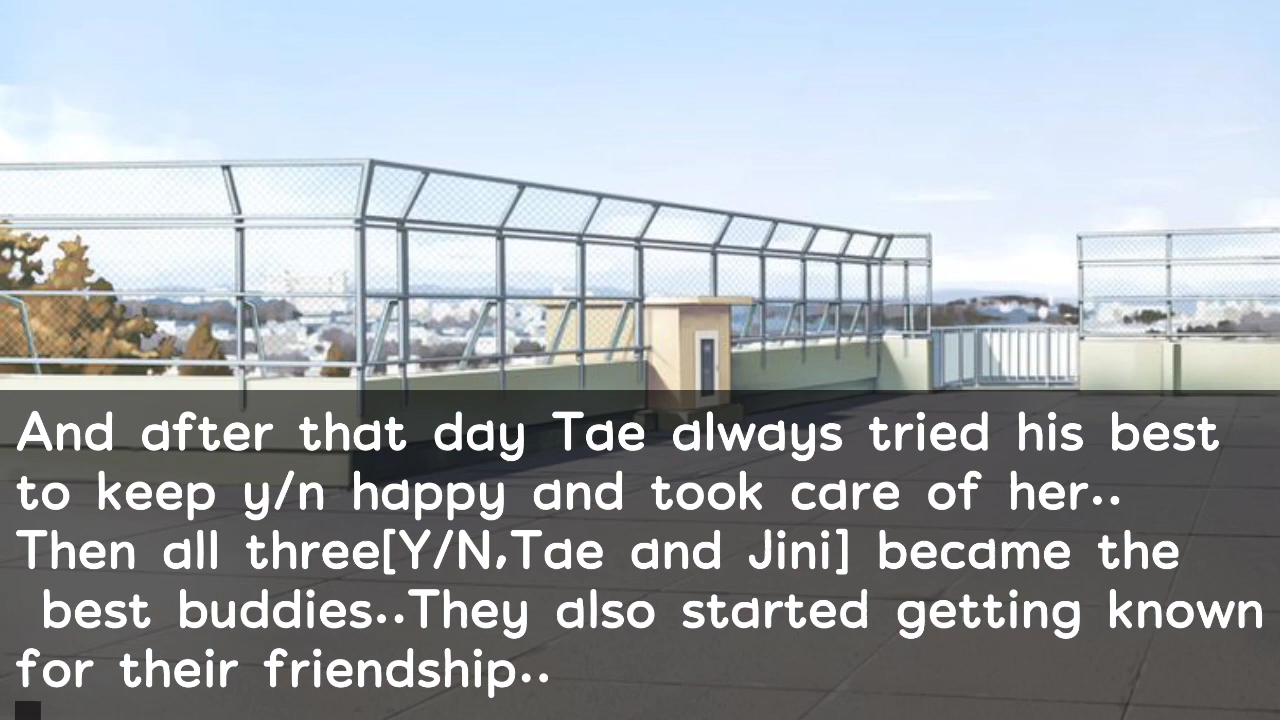 And after that day Tae always tried his best
to keep y/n happy and took care of her..
Then all three[Y/N,Tae and Jini] became the
best buddies..They also started getting known
for their friendship..